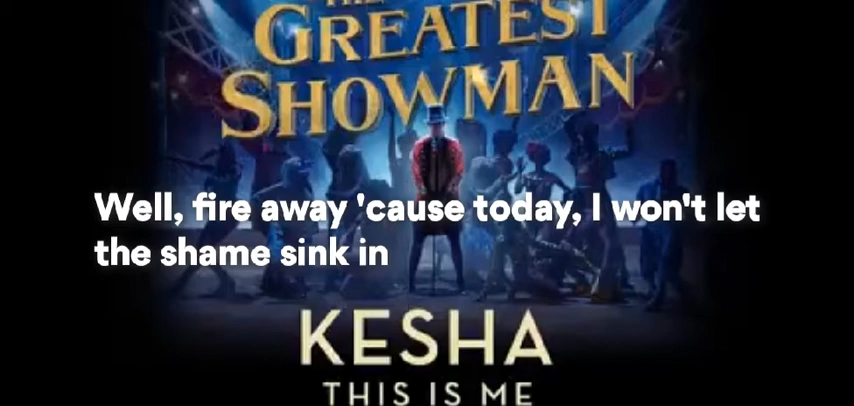 THE
GREATEST
SHOWMAN
Well, fire away 'cause today, I won't let
the shame sink in
KESHA
THIS IS ME